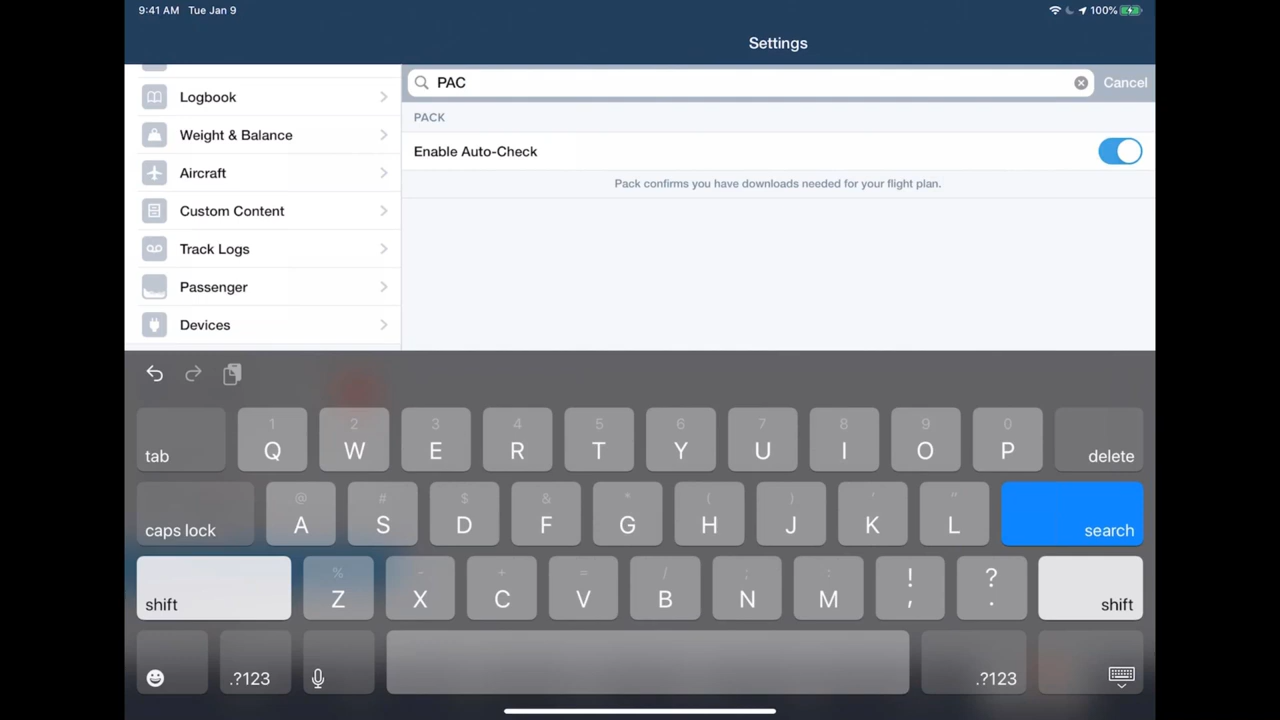 9:41 AM Tue Jan 9
100%
Settings
PAC
Cancel
Logbook
PACK
Weight & Balance
Enable Auto-Check
Aircraft
Pack confirms you have downloads needed for your flight plan.
Custom Content
Track Logs
Passenger
Devices
1 2 3 4 5 6 7 8 9 0
tab Q W E R T Y U I O P delete
@ # $ & * ( ) ' "
caps lock A S D F G H J K L search
% - + = / ; : ! ?
shift Z X C V B N M , . shift
.?123 .?123